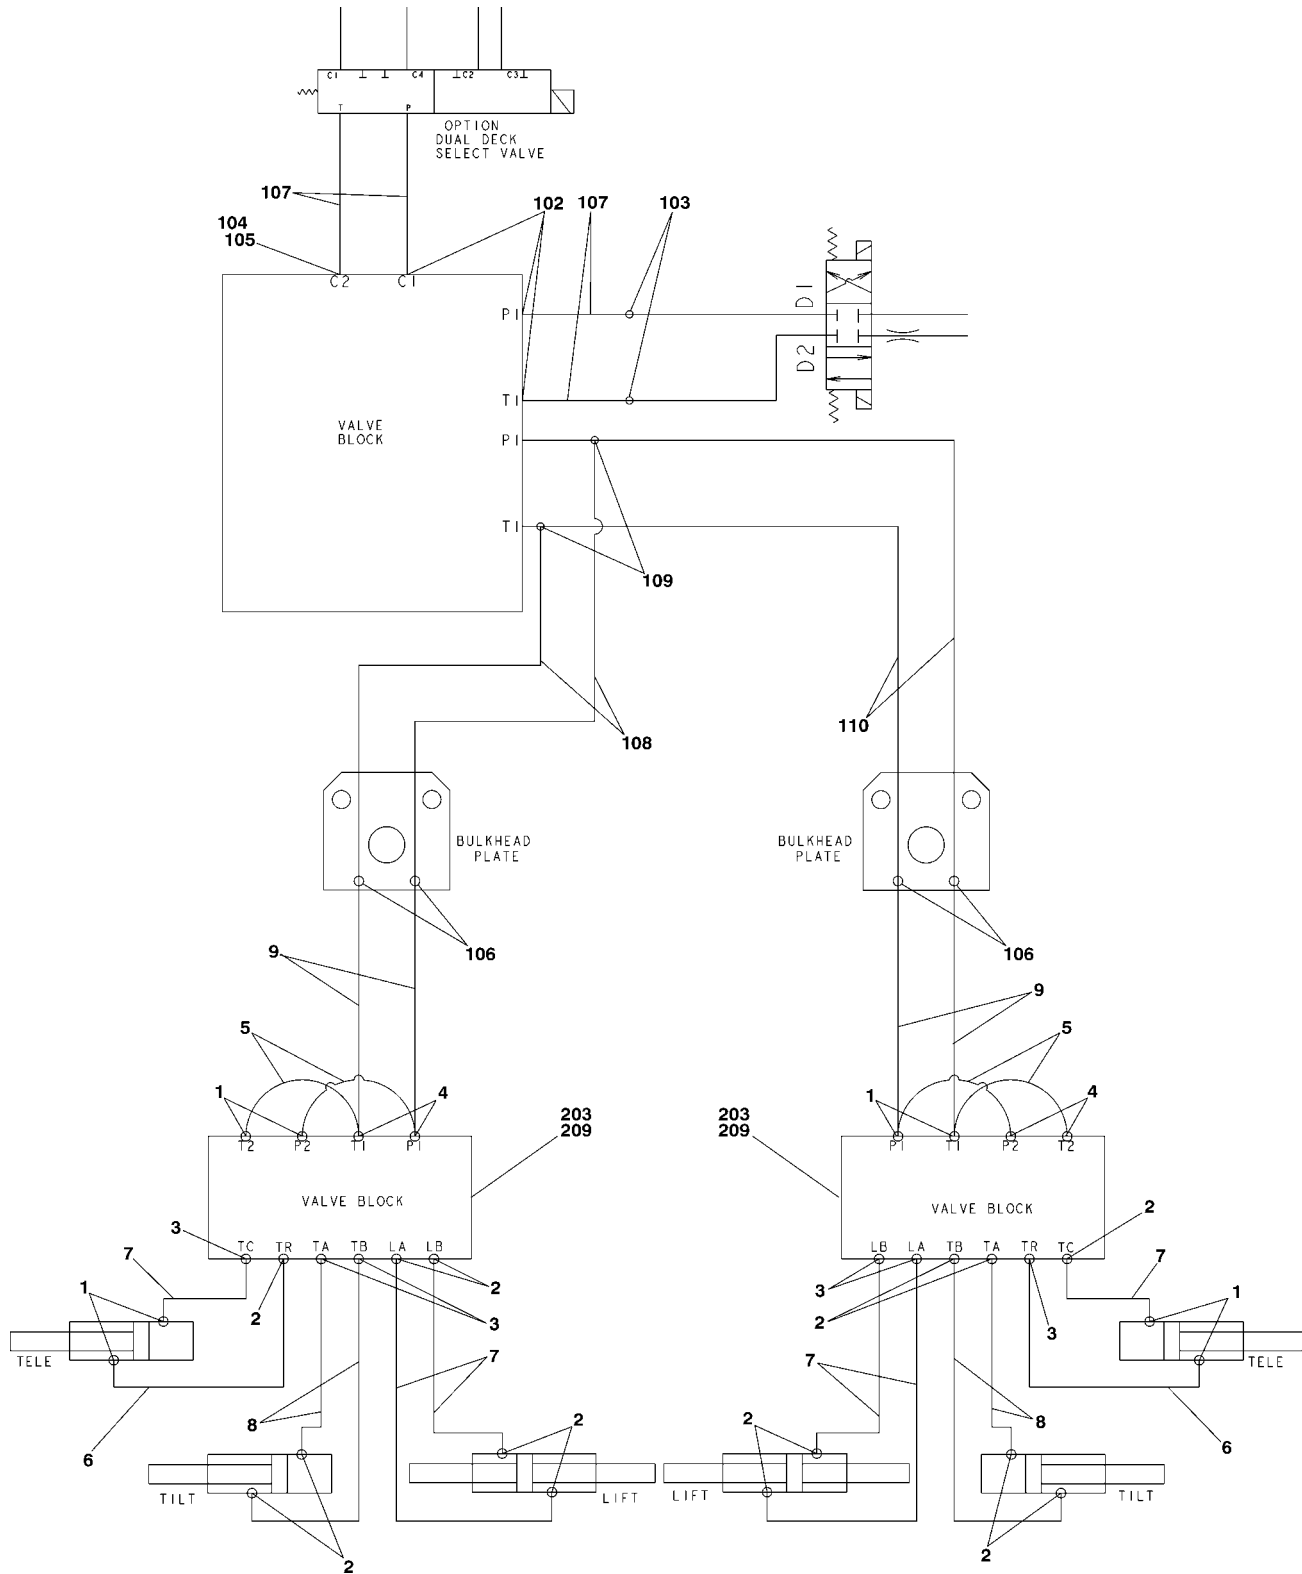 C1 C4 C2 C3
T P
OPTION
DUAL DECK
SELECT VALVE
107
102 107 103
104
105
C2 C1
P1
D1
D2
T1
VALVE
BLOCK
P1
T1
109
110
108
BULKHEAD
PLATE
BULKHEAD
PLATE
106 106
9 9
5 5
1 4 1 4
203
209
203
209
T2 P2 T1 P1
P1 T1 P2 T2
VALVE BLOCK
VALVE BLOCK
3 2
TC TR TA TB LA LB
LB LA TB TA TR TC
7 7
1 2 2 3 1
2 3 2 3
TELE TELE
7 7
8 8
6 6
2 2
TILT LIFT LIFT TILT
2 2